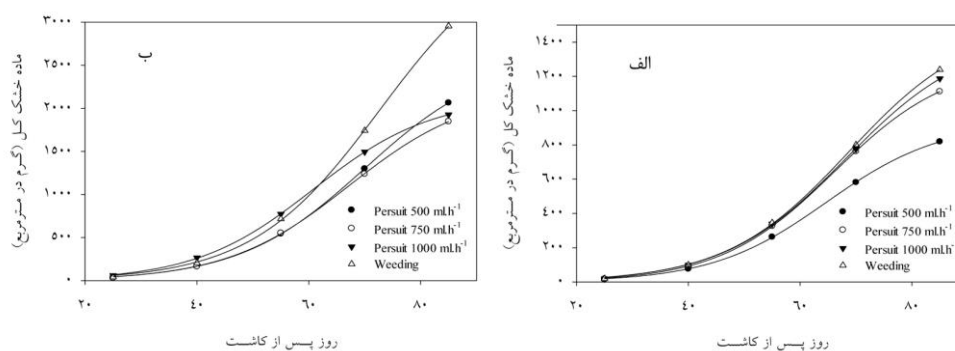 الف
ماده خشک کل (گرم در مترمربع)
۱۴۰۰
۱۲۰۰
۱۰۰۰
۸۰۰
۶۰۰
۴۰۰
۲۰۰
۰
۲۰ ۴۰ ۶۰ ۸۰
Persuit 500 ml.h⁻¹
Persuit 750 ml.h⁻¹
Persuit 1000 ml.h⁻
Weeding
روز پس از کاشت
ب
ماده خشک کل (گرم در مترمربع)
۳۰۰۰
۲۵۰۰
۲۰۰۰
۱۵۰۰
۱۰۰۰
۵۰۰
۰
۲۰ ۴۰ ۶۰ ۸۰
Persuit 500 ml.h⁻¹
Persuit 750 ml.h⁻¹
Persuit 1000 ml.h⁻¹
Weeding
روز پس از کاشت